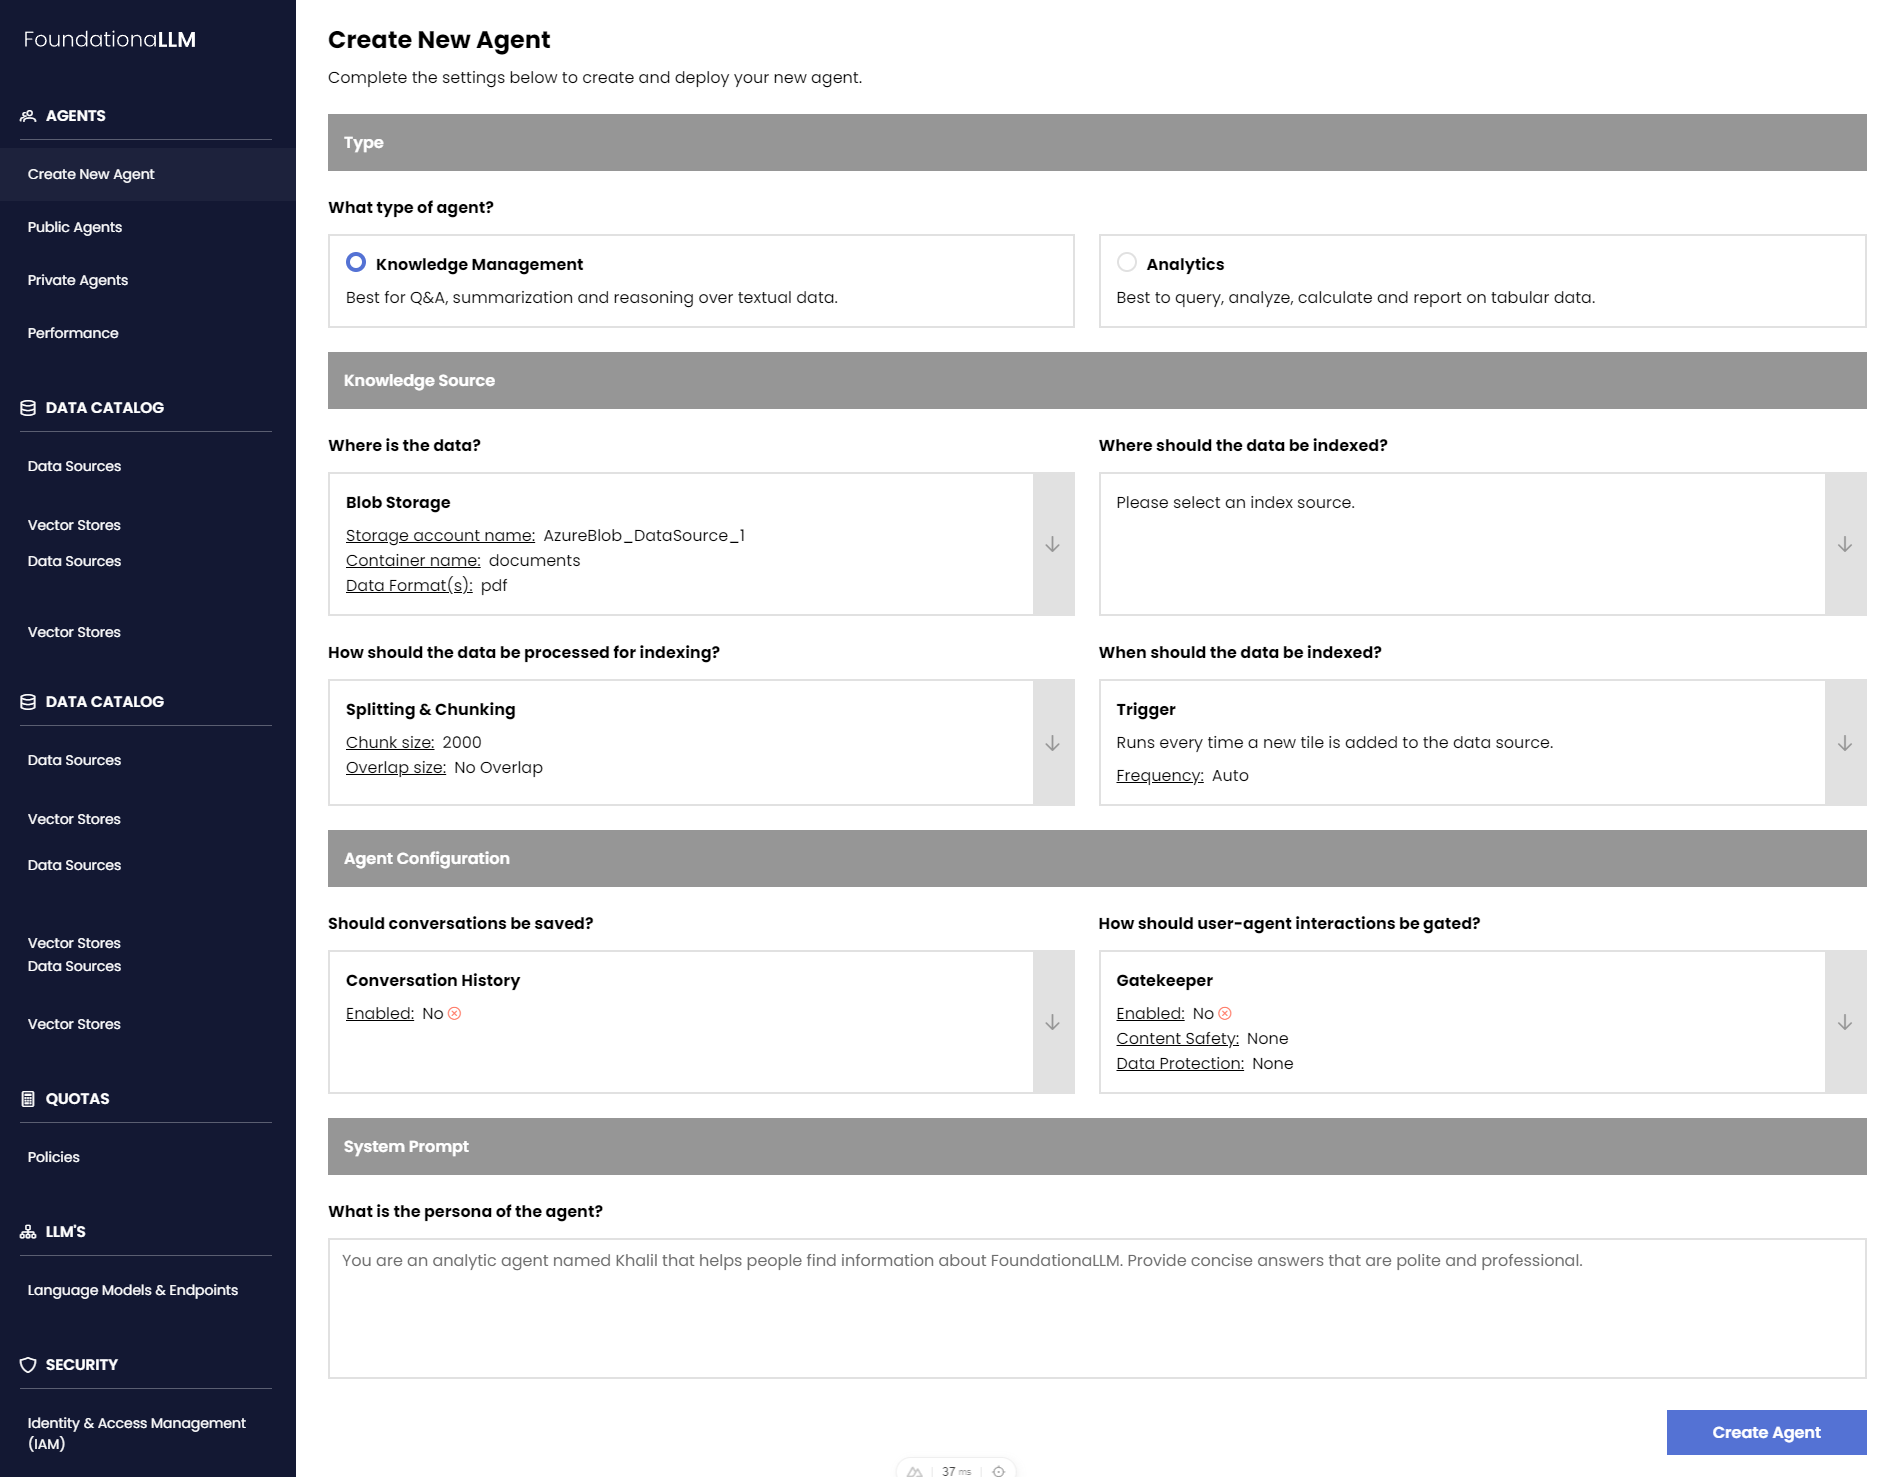 FoundationaLLM
AGENTS
Create New Agent
Public Agents
Private Agents
Performance
DATA CATALOG
Data Sources
Vector Stores
Data Sources
Vector Stores
DATA CATALOG
Data Sources
Vector Stores
Data Sources
Vector Stores
Data Sources
Vector Stores
QUOTAS
Policies
LLM'S
Language Models & Endpoints
SECURITY
Identity & Access Management
(IAM)
Create New Agent
Complete the settings below to create and deploy your new agent.
Type
What type of agent?
Knowledge Management
Best for Q&A, summarization and reasoning over textual data.
Analytics
Best to query, analyze, calculate and report on tabular data.
Knowledge Source
Where is the data?
Blob Storage
Storage account name: AzureBlob_DataSource_1
Container name: documents
Data Format(s): pdf
Where should the data be indexed?
Please select an index source.
How should the data be processed for indexing?
Splitting & Chunking
Chunk size: 2000
Overlap size: No Overlap
When should the data be indexed?
Trigger
Runs every time a new tile is added to the data source.
Frequency: Auto
Agent Configuration
Should conversations be saved?
Conversation History
Enabled: No
How should user-agent interactions be gated?
Gatekeeper
Enabled: No
Content Safety: None
Data Protection: None
System Prompt
What is the persona of the agent?
You are an analytic agent named Khalil that helps people find information about FoundationaLLM. Provide concise answers that are polite and professional.
Create Agent
37 ms